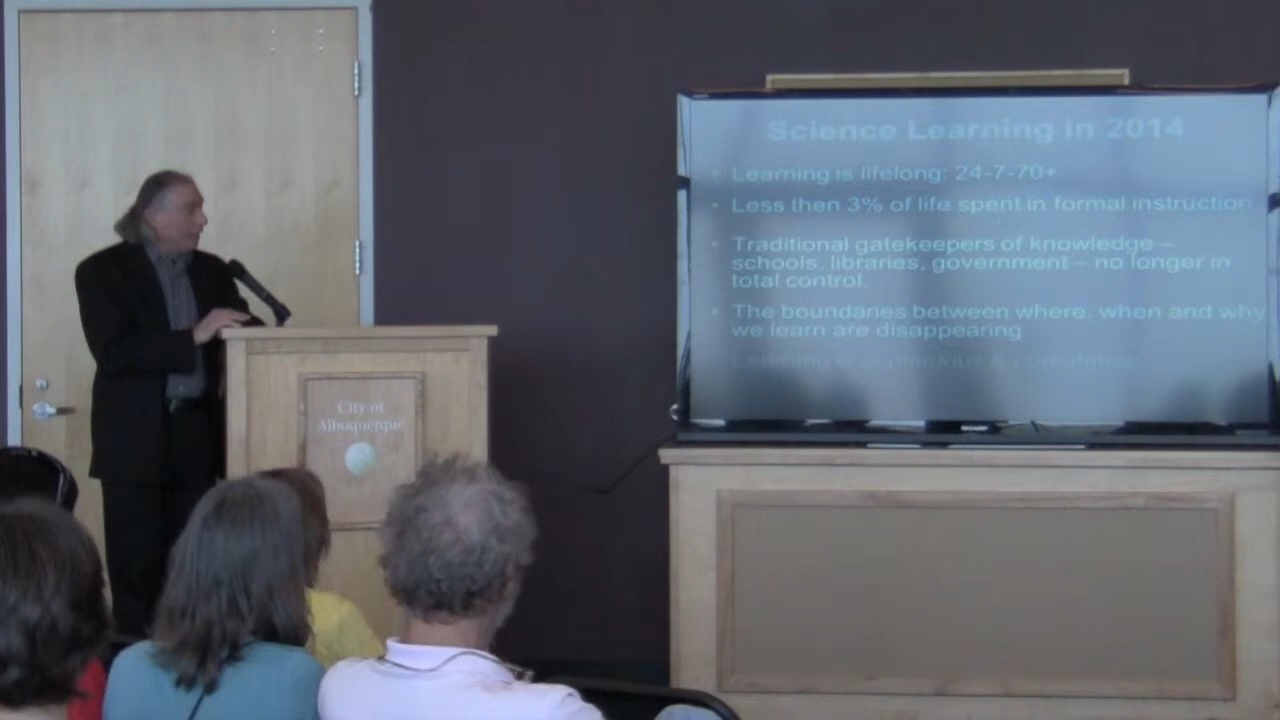 Science Learning in 2014
Learning is lifelong: 24-7-70+
Less then 3% of life spent in formal instruction
Traditional gatekeepers of knowledge –
schools, libraries, government – no longer in
total control.
The boundaries between where, when and why
we learn are disappearing
City of
Albuquerque
SHARP